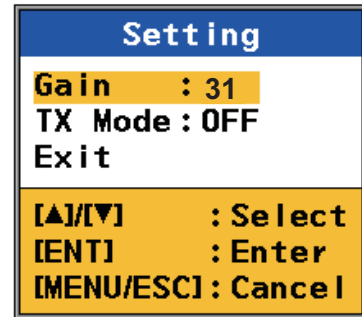 Setting
Gain : 31
TX Mode : OFF
Exit
[▲]/[▼] : Select
[ENT] : Enter
[MENU/ESC] : Cancel